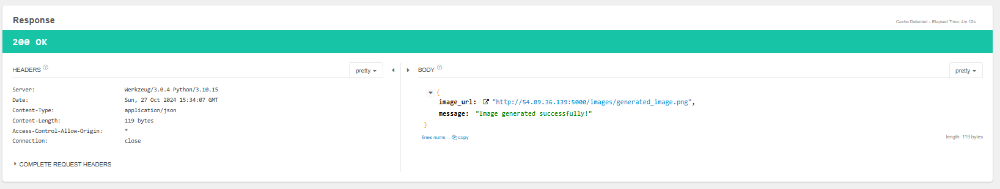 Response
Cache Detected - Elapsed Time: 4m 12s
200 OK
HEADERS ?
pretty
BODY ?
pretty
Server: Werkzeug/3.0.4 Python/3.10.15
Date: Sun, 27 Oct 2024 15:34:07 GMT
Content-Type: application/json
Content-Length: 119 bytes
Access-Control-Allow-Origin: *
Connection: close
COMPLETE REQUEST HEADERS
{
image_url: "http://54.89.36.139:5000/images/generated_image.png",
message: "Image generated successfully!"
}
lines nums copy
length: 119 bytes